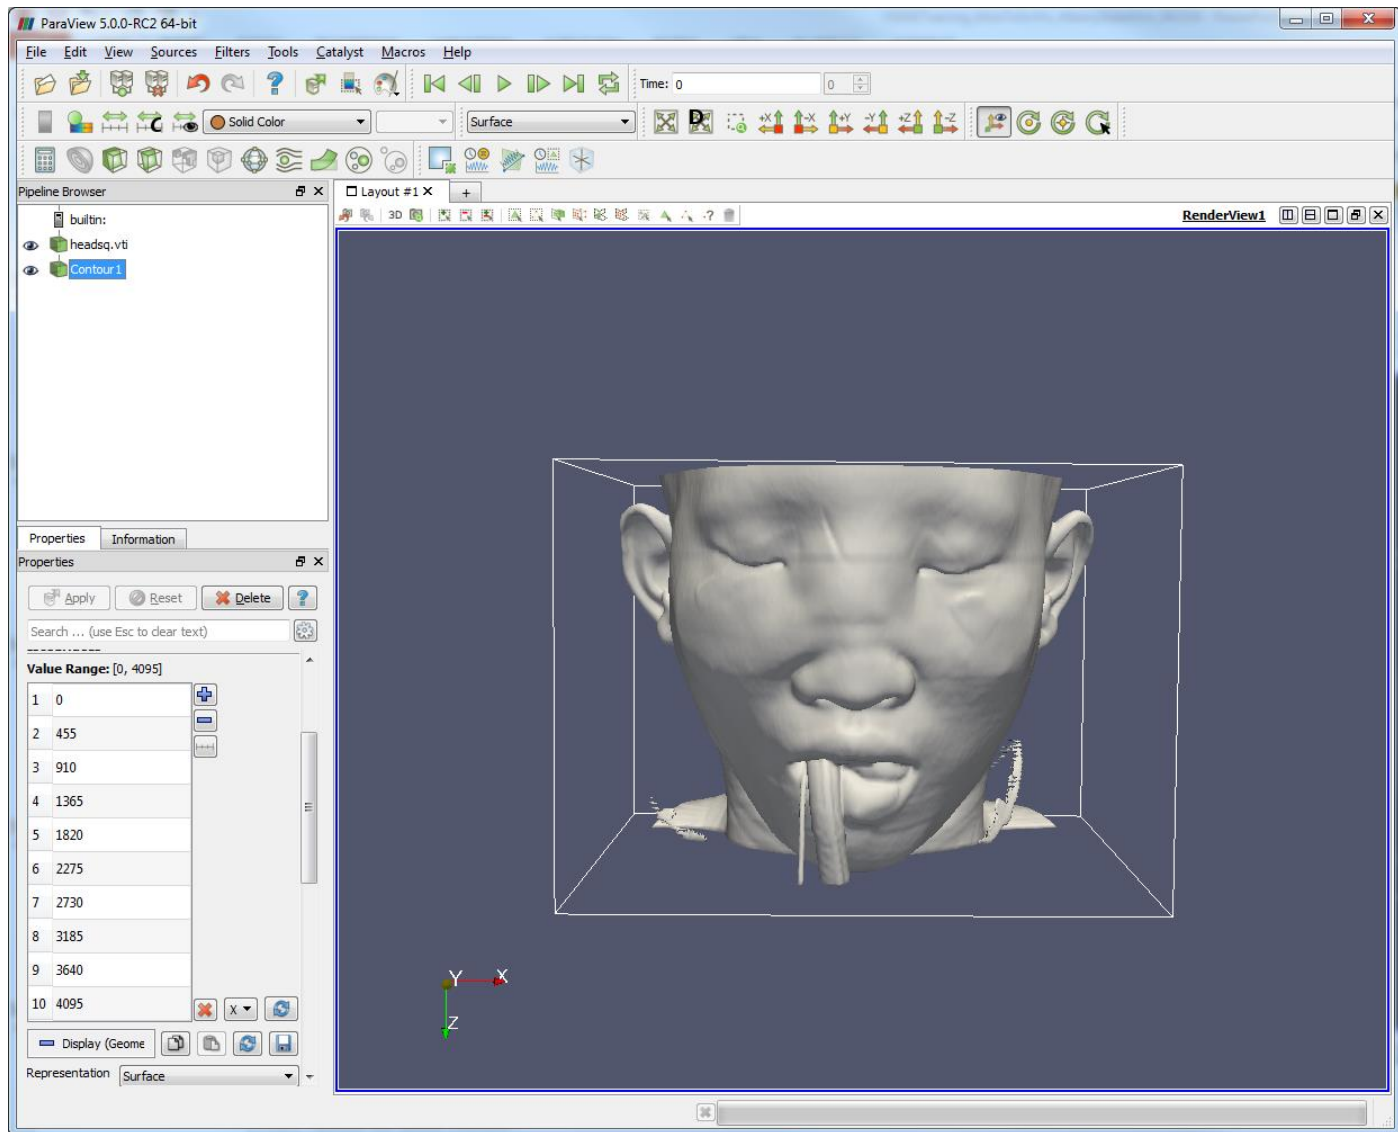 ParaView 5.0.0-RC2 64-bit
File Edit View Sources Filters Tools Catalyst Macros Help
Time: 0 0
Solid Color Surface
+X -X +Y -Y +Z -Z
Pipeline Browser
Layout #1
3D
RenderView1
builtin:
headsq.vti
Contour1
Properties Information
Properties
Apply Reset Delete ?
Search ... (use Esc to clear text)
Value Range: [0, 4095]
1 0
2 455
3 910
4 1365
5 1820
6 2275
7 2730
8 3185
9 3640
10 4095
X
Display (Geome
Representation Surface
Y X
Z